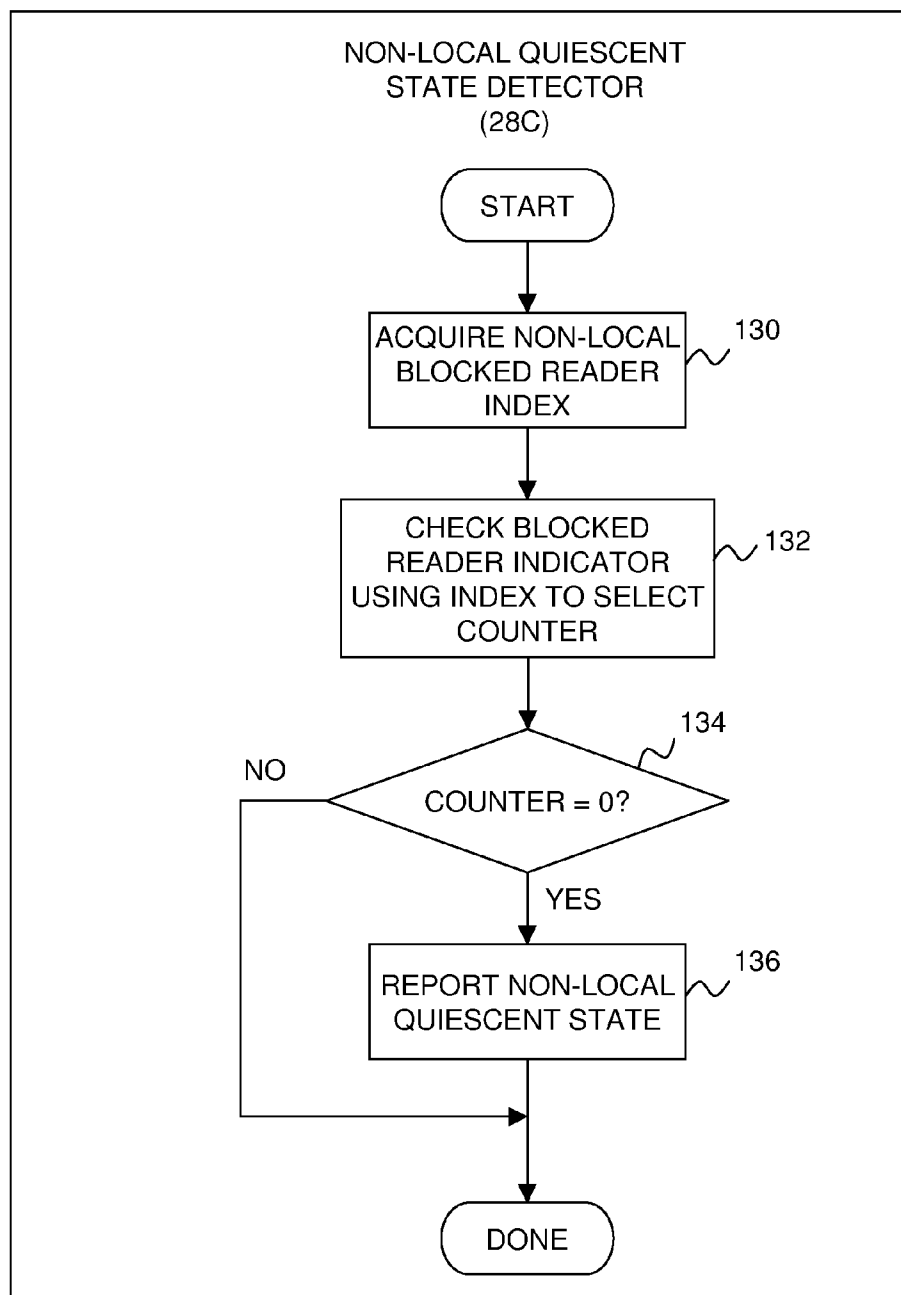 NON-LOCAL QUIESCENT
STATE DETECTOR
(28C)
START
ACQUIRE NON-LOCAL
BLOCKED READER
INDEX
130
CHECK BLOCKED
READER INDICATOR
USING INDEX TO SELECT
COUNTER
132
134
NO
COUNTER = 0?
YES
REPORT NON-LOCAL
QUIESCENT STATE
136
DONE